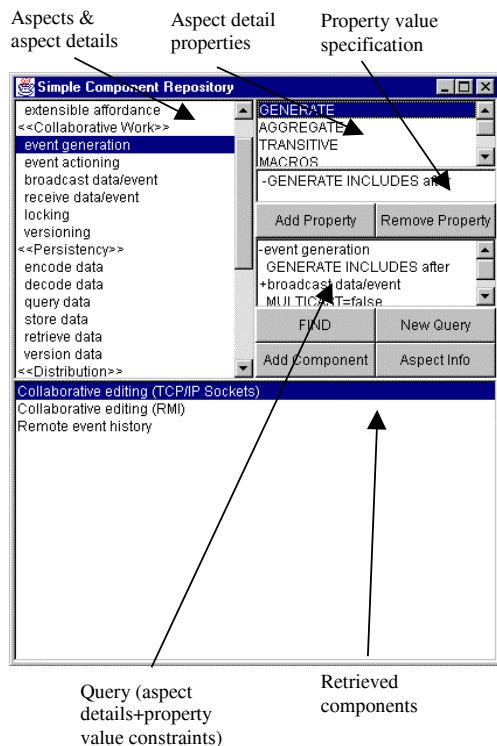 Aspects &
aspect details
Aspect detail
properties
Property value
specification
Simple Component Repository
extensible affordance
<<Collaborative Work>>
event generation
event actioning
broadcast data/event
receive data/event
locking
versioning
<<Persistency>>
encode data
decode data
query data
store data
retrieve data
version data
<<Distribution>>
GENERATE
AGGREGATE
TRANSITIVE
MACROS
-GENERATE INCLUDES after
Add Property
Remove Property
-event generation
GENERATE INCLUDES after
+broadcast data/event
MULTICAST=false
FIND
New Query
Add Component
Aspect Info
Collaborative editing (TCP/IP Sockets)
Collaborative editing (RMI)
Remote event history
Query (aspect
details+property
value constraints)
Retrieved
components